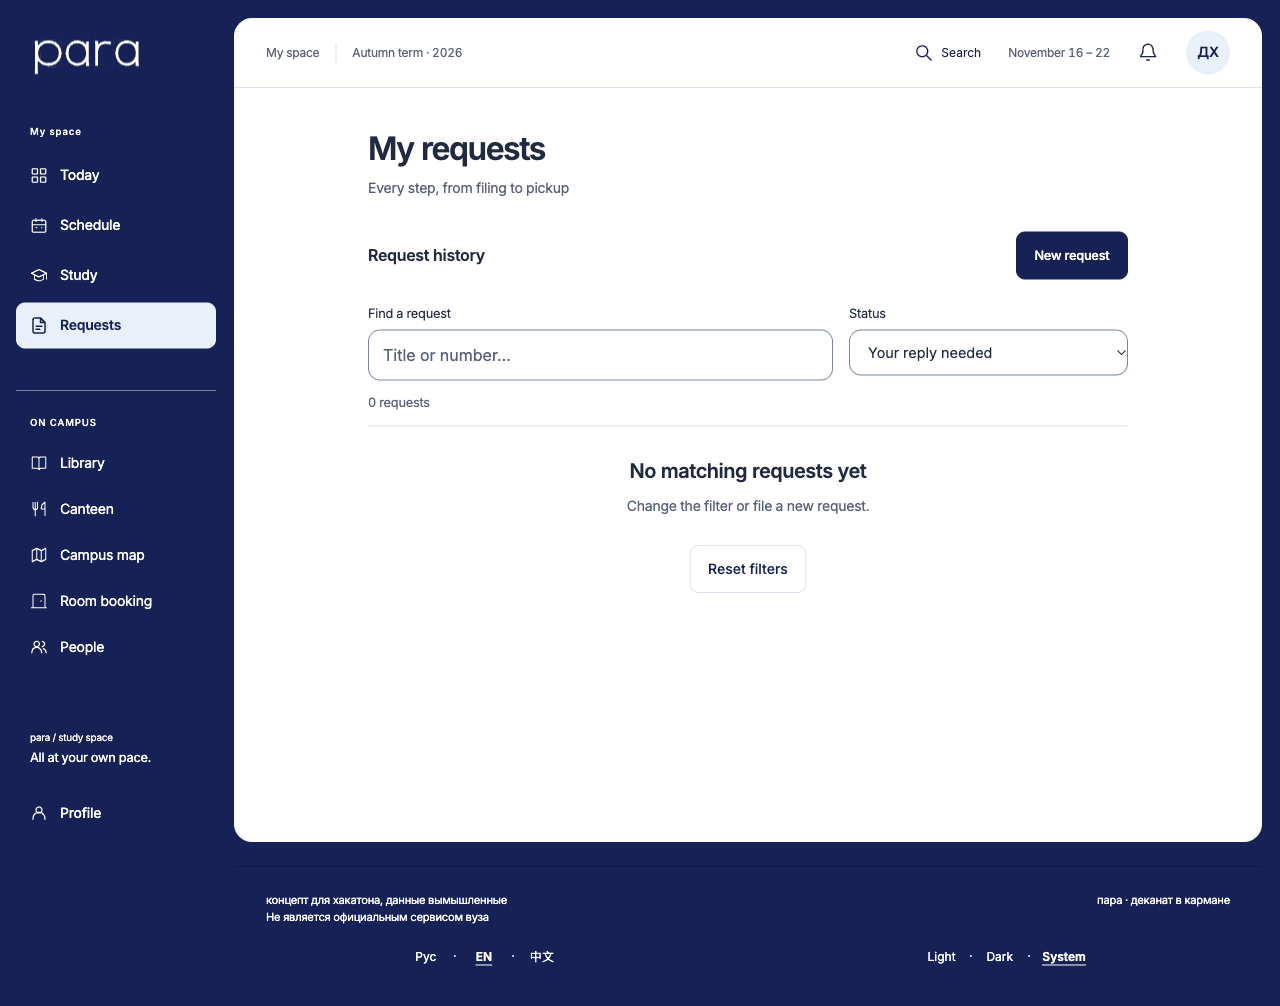 para
My space
Today
Schedule
Study
Requests
ON CAMPUS
Library
Canteen
Campus map
Room booking
People
para / study space
All at your own pace.
Profile
My space
Autumn term · 2026
Search
November 16 – 22
ДХ
My requests
Every step, from filing to pickup
Request history
New request
Find a request
Status
Title or number...
Your reply needed
0 requests
No matching requests yet
Change the filter or file a new request.
Reset filters
концепт для хакатона, данные вымышленные
Не является официальным сервисом вуза
пара · деканат в кармане
Рус · EN · 中文
Light · Dark · System